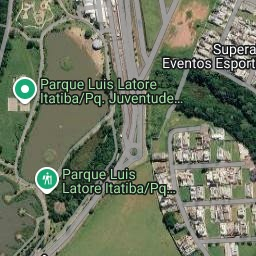 Supera
Eventos Esport
Parque Luis Latore
Itatiba/Pq. Juventude...
Parque Luis
Latore Itatiba/Pq...